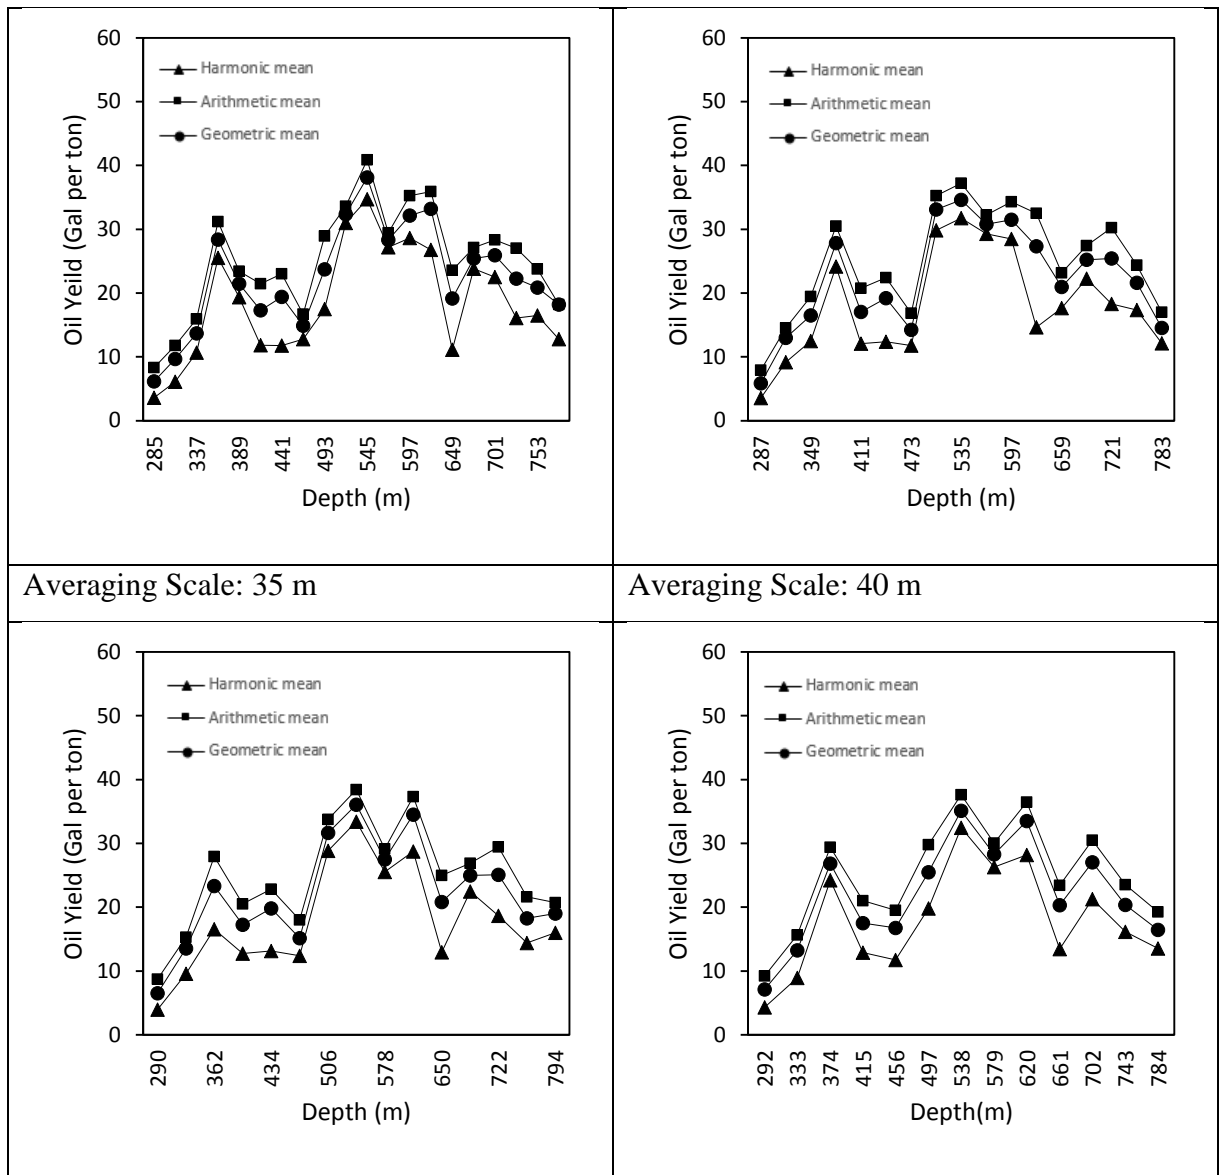 60
50
40
30
20
10
0
Oil Yeild (Gal per ton)
Harmonic mean
Arithmetic mean
Geometric mean
285 337 389 441 493 545 597 649 701 753
Depth (m)
60
50
40
30
20
10
0
Oil Yield (Gal per ton)
Harmonic mean
Arithmetic mean
Geometric mean
287 349 411 473 535 597 659 721 783
Depth (m)
Averaging Scale: 35 m
Averaging Scale: 40 m
60
50
40
30
20
10
0
Oil Yield (Gal per ton)
Harmonic mean
Arithmetic mean
Geometric mean
290 362 434 506 578 650 722 794
Depth (m)
60
50
40
30
20
10
0
Oil Yield (Gal per ton)
Harmonic mean
Arithmetic mean
Geometric mean
292 333 374 415 456 497 538 579 620 661 702 743 784
Depth(m)